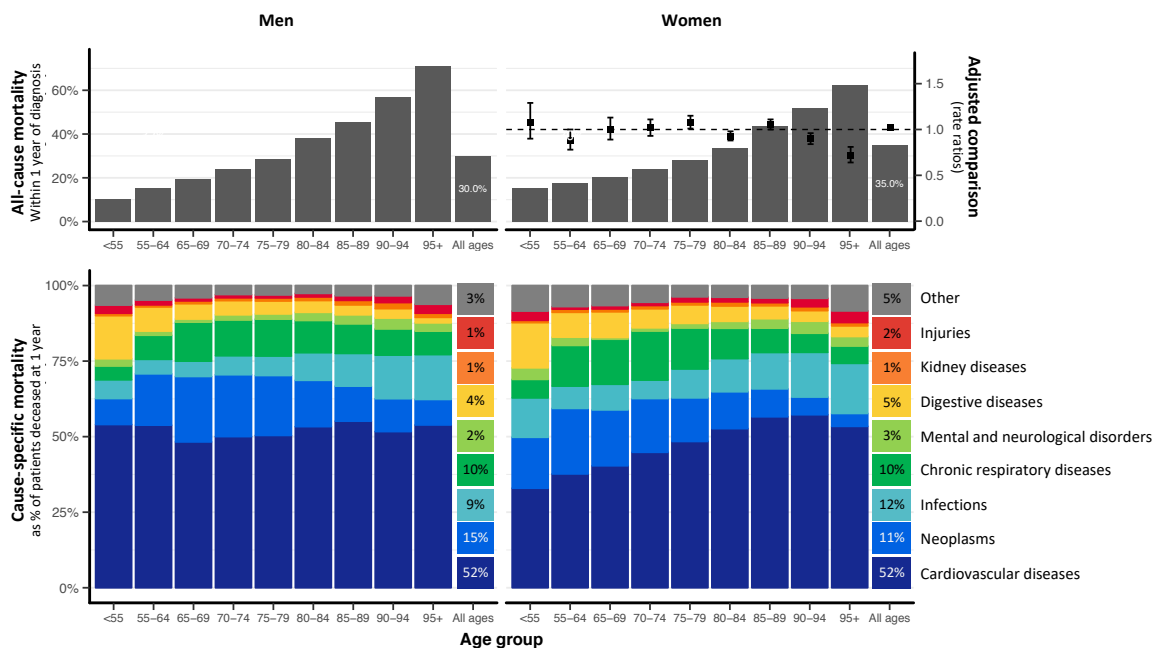 Men
Women
All-cause mortality
Within 1 year of diagnosis
60%
40%
20%
0%
30.0%
35.0%
1.5
1.0
0.5
0.0
Adjusted comparison
(rate ratios)
<55 55–64 65–69 70–74 75–79 80–84 85–89 90–94 95+ All ages
<55 55–64 65–69 70–74 75–79 80–84 85–89 90–94 95+ All ages
Cause-specific mortality
as % of patients deceased at 1 year
100%
75%
50%
25%
0%
3%
1%
1%
4%
2%
10%
9%
15%
52%
5% Other
2% Injuries
1% Kidney diseases
5% Digestive diseases
3% Mental and neurological disorders
10% Chronic respiratory diseases
12% Infections
11% Neoplasms
52% Cardiovascular diseases
<55 55–64 65–69 70–74 75–79 80–84 85–89 90–94 95+ All ages
<55 55–64 65–69 70–74 75–79 80–84 85–89 90–94 95+ All ages
Age group